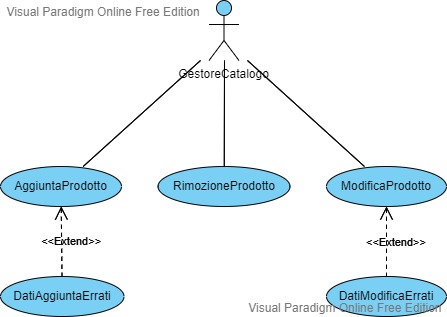 Visual Paradigm Online Free Edition
GestoreCatalogo
AggiuntaProdotto
RimozioneProdotto
ModificaProdotto
<<Extend>>
<<Extend>>
DatiAggiuntaErrati
DatiModificaErrati
Visual Paradigm Online Free Edition